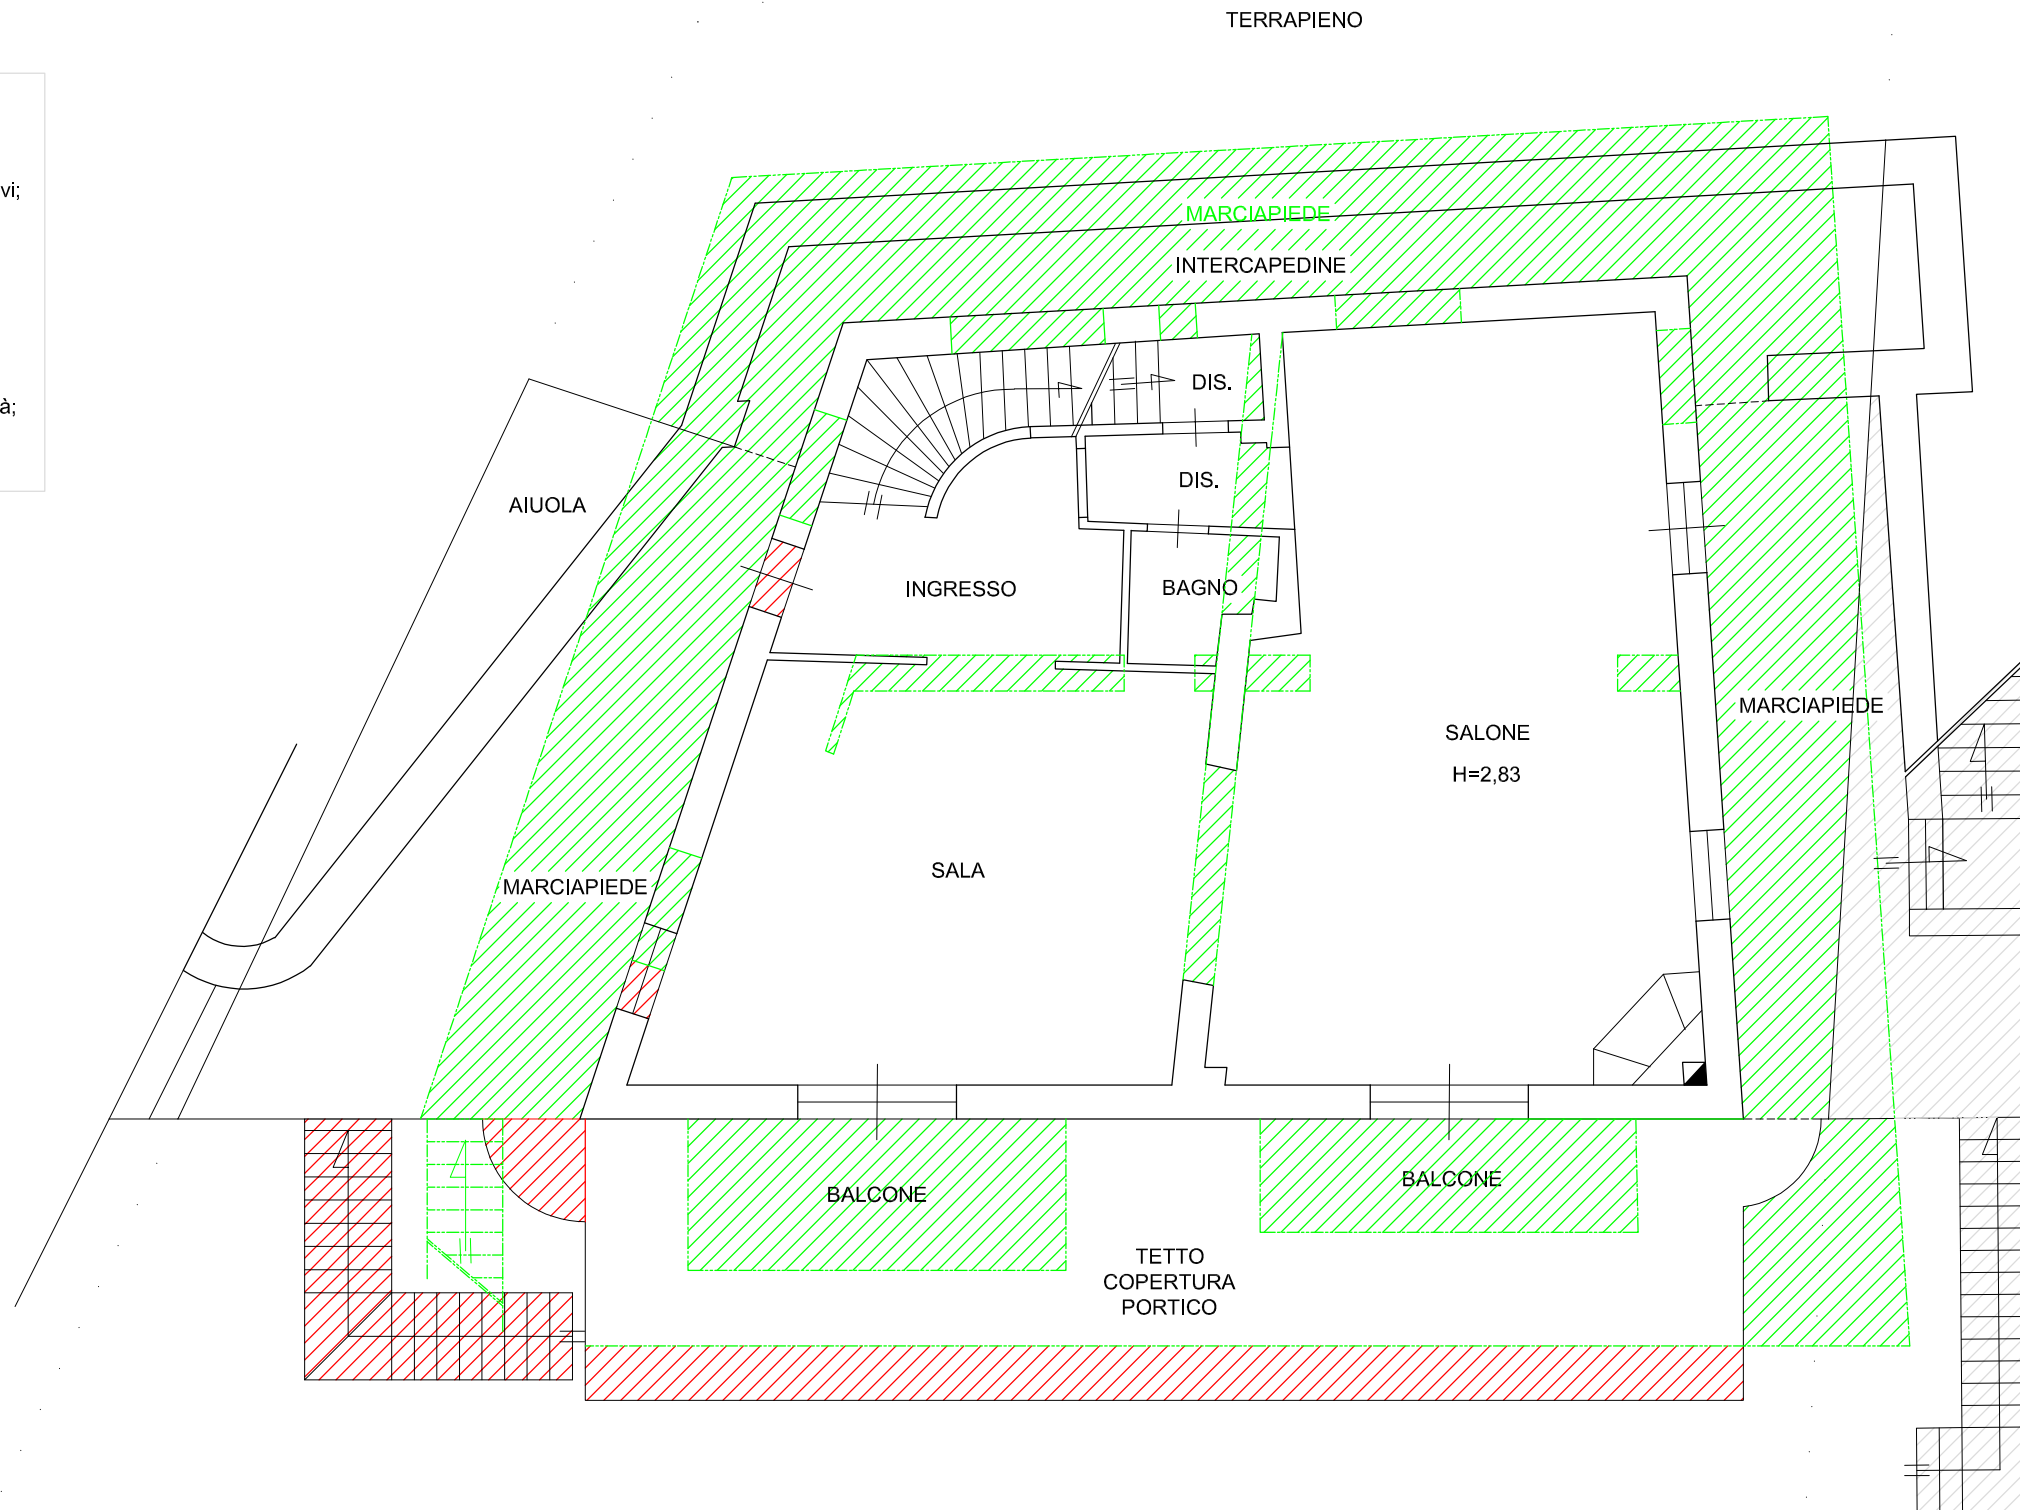 TERRAPIENO
vi;
MARCIAPIEDE
INTERCAPEDINE
DIS.
à;
DIS.
AIUOLA
INGRESSO
BAGNO
MARCIAPIEDE
SALONE
H=2,83
SALA
MARCIAPIEDE
BALCONE
BALCONE
TETTO
COPERTURA
PORTICO